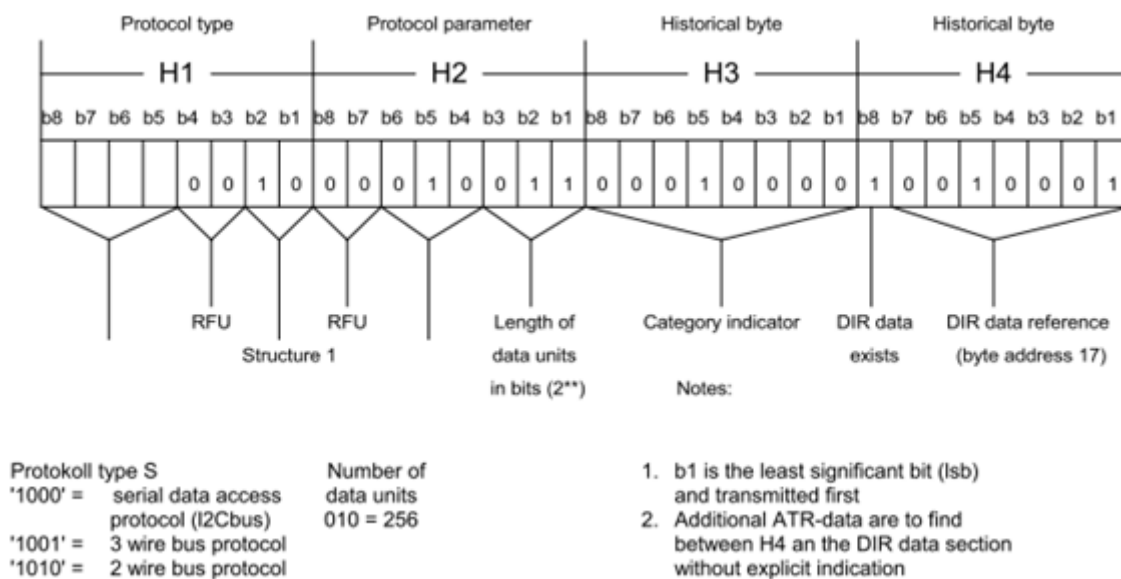 Protocol type Protocol parameter Historical byte Historical byte
H1 H2 H3 H4
b8 b7 b6 b5 b4 b3 b2 b1 b8 b7 b6 b5 b4 b3 b2 b1 b8 b7 b6 b5 b4 b3 b2 b1 b8 b7 b6 b5 b4 b3 b2 b1
0 0 1 0 0 0 0 1 0 0 1 1 0 0 0 1 0 0 0 0 1 0 0 1 0 0 0 1
RFU RFU Length of Category indicator DIR data DIR data reference
Structure 1 data units exists (byte address 17)
in bits (2**) Notes:
Protokoll type S Number of 1. b1 is the least significant bit (lsb)
'1000' = serial data access data units and transmitted first
protocol (I2Cbus) 010 = 256 2. Additional ATR-data are to find
'1001' = 3 wire bus protocol between H4 an the DIR data section
'1010' = 2 wire bus protocol without explicit indication